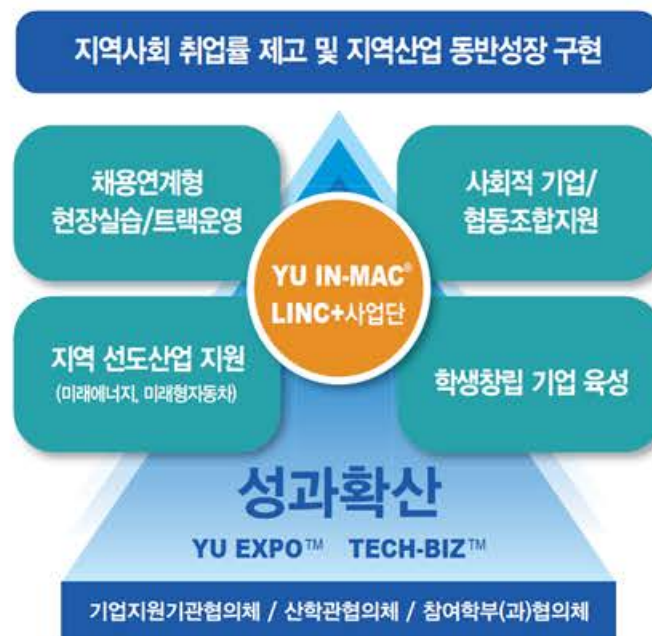 지역사회 취업률 제고 및 지역산업 동반성장 구현
채용연계형
현장실습/트랙운영
사회적 기업/
협동조합지원
YU IN-MAC®
LINC+사업단
지역 선도산업 지원
(미래에너지, 미래형자동차)
학생창립 기업 육성
성과확산
YU EXPO™ TECH-BIZ™
기업지원기관협의체 / 산학관협의체 / 참여학부(과)협의체